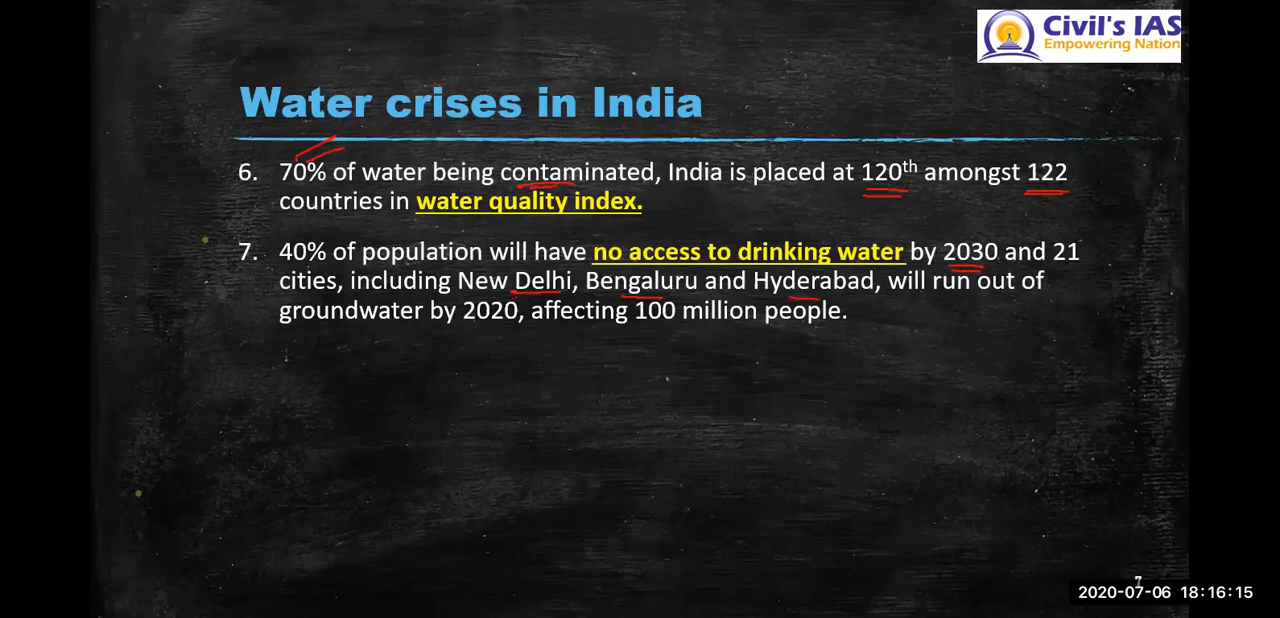 Civil's IAS
Empowering Nation
Water crises in India
6. 70% of water being contaminated, India is placed at 120th amongst 122
countries in water quality index.
7. 40% of population will have no access to drinking water by 2030 and 21
cities, including New Delhi, Bengaluru and Hyderabad, will run out of
groundwater by 2020, affecting 100 million people.
7
2020-07-06 18:16:15